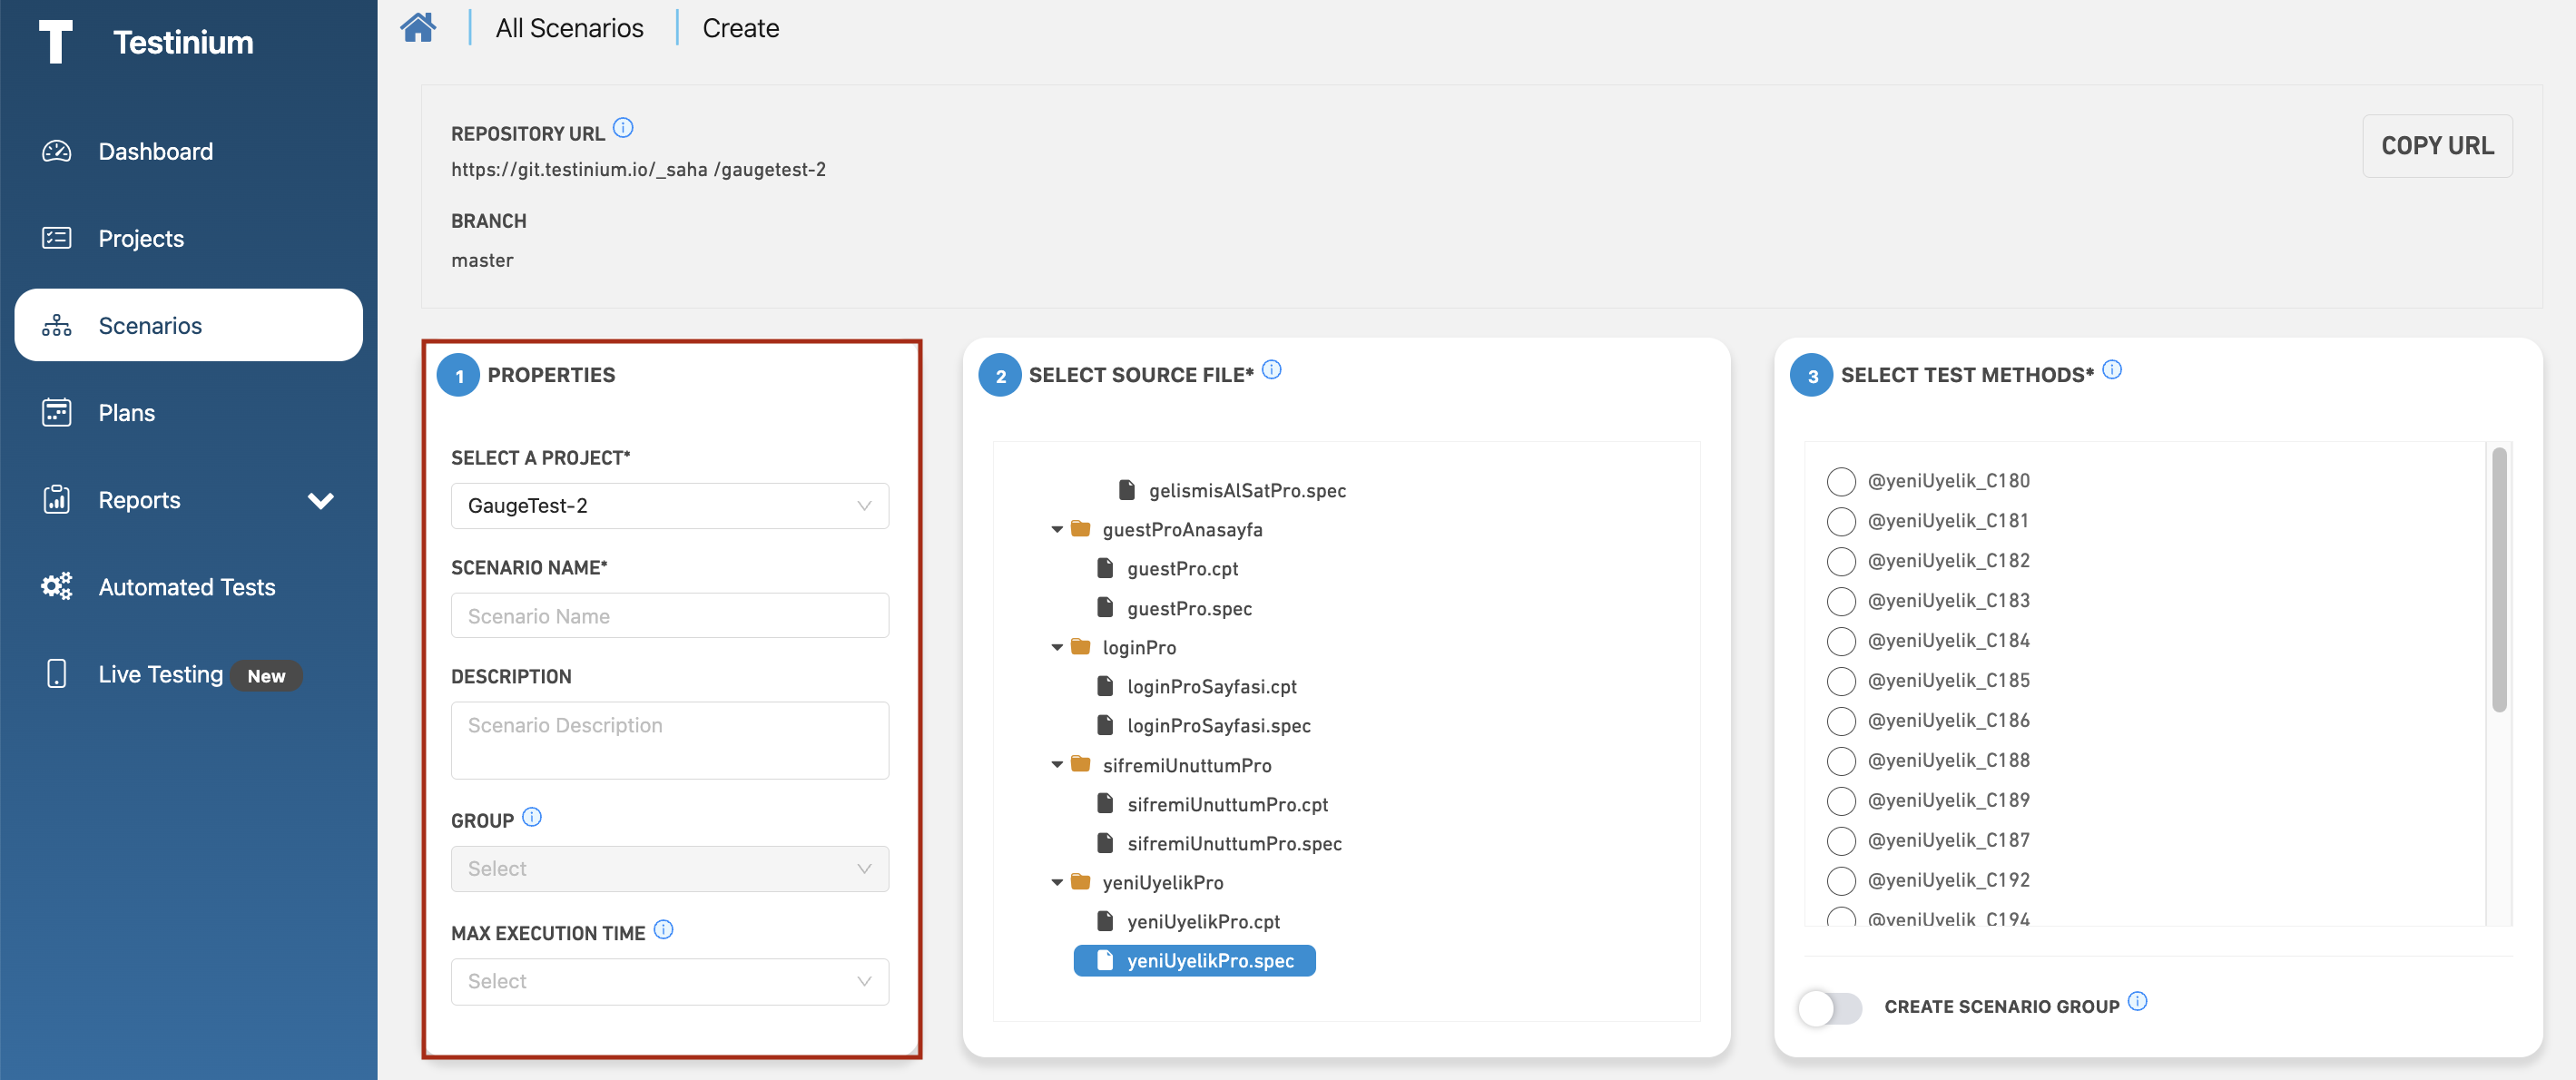 T Testinium
Dashboard
Projects
Scenarios
Plans
Reports
Automated Tests
Live Testing New
All Scenarios Create
REPOSITORY URL
https://git.testinium.io/_saha /gaugetest-2
COPY URL
BRANCH
master
1 PROPERTIES
SELECT A PROJECT*
GaugeTest-2
SCENARIO NAME*
Scenario Name
DESCRIPTION
Scenario Description
GROUP
Select
MAX EXECUTION TIME
Select
2 SELECT SOURCE FILE*
gelismisAlSatPro.spec
guestProAnasayfa
guestPro.cpt
guestPro.spec
loginPro
loginProSayfasi.cpt
loginProSayfasi.spec
sifremiUnuttumPro
sifremiUnuttumPro.cpt
sifremiUnuttumPro.spec
yeniUyelikPro
yeniUyelikPro.cpt
yeniUyelikPro.spec
3 SELECT TEST METHODS*
@yeniUyelik_C180
@yeniUyelik_C181
@yeniUyelik_C182
@yeniUyelik_C183
@yeniUyelik_C184
@yeniUyelik_C185
@yeniUyelik_C186
@yeniUyelik_C188
@yeniUyelik_C189
@yeniUyelik_C187
@yeniUyelik_C192
@yeniUyelik_C194
CREATE SCENARIO GROUP